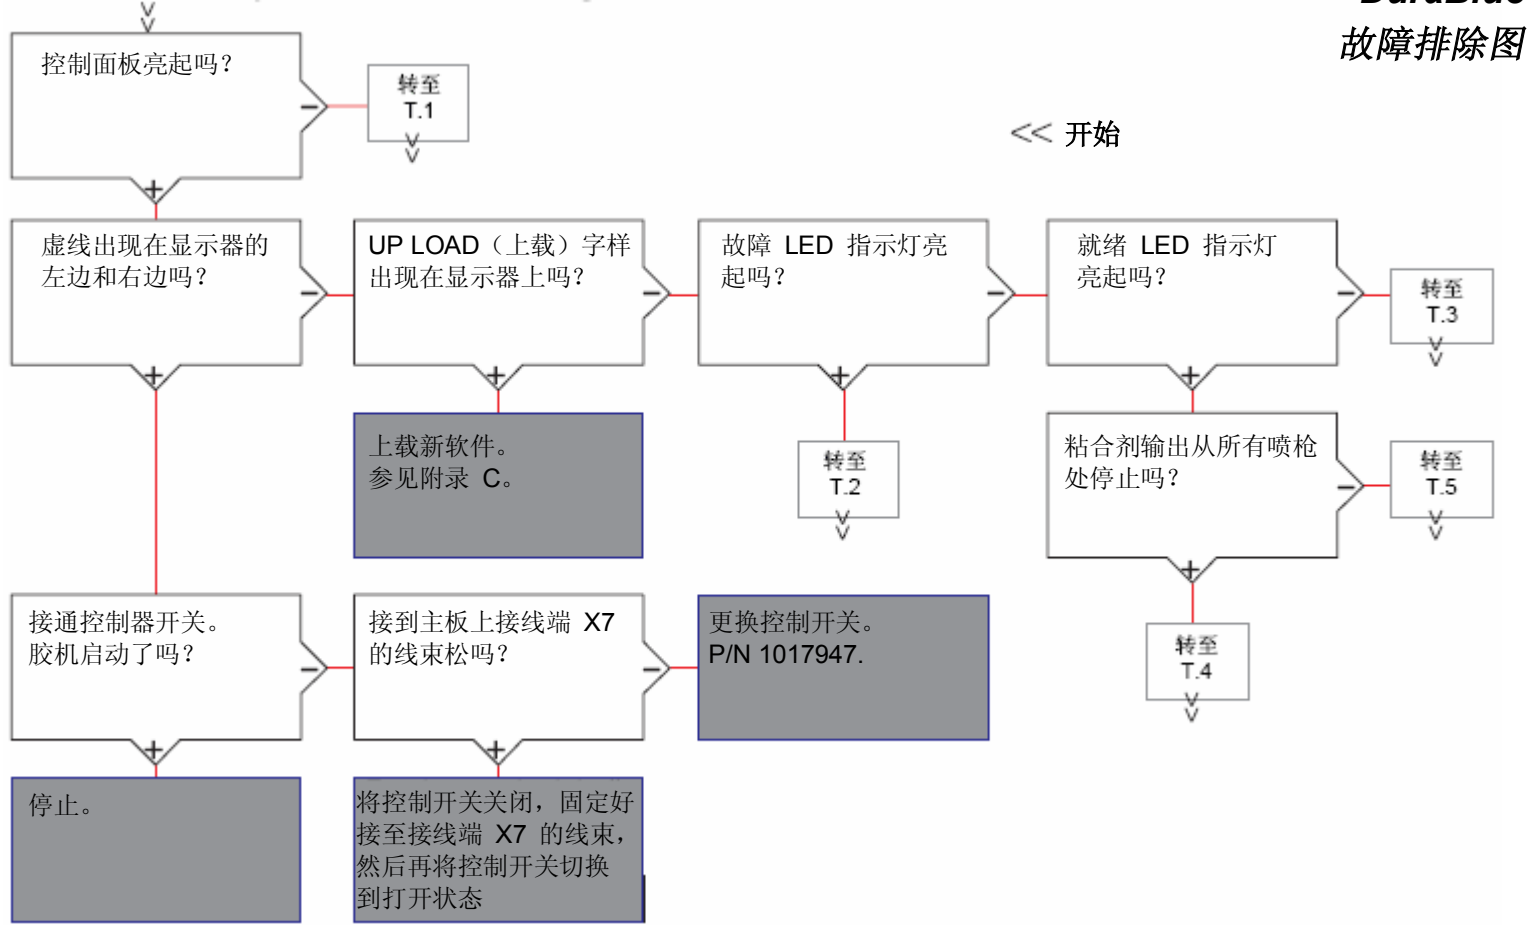 故障排除图
控制面板亮起吗？
转至
T.1
<< 开始
虚线出现在显示器的
左边和右边吗？
UP LOAD（上载）字样
出现在显示器上吗？
故障 LED 指示灯亮
起吗？
就绪 LED 指示灯
亮起吗？
转至
T.3
上载新软件。
参见附录 C。
转至
T.2
粘合剂输出从所有喷枪
处停止吗？
转至
T.5
接通控制器开关。
胶机启动了吗？
接到主板上接线端 X7
的线束松吗？
更换控制开关。
P/N 1017947.
转至
T.4
停止。
将控制开关关闭，固定好
接至接线端 X7 的线束，
然后再将控制开关切换
到打开状态